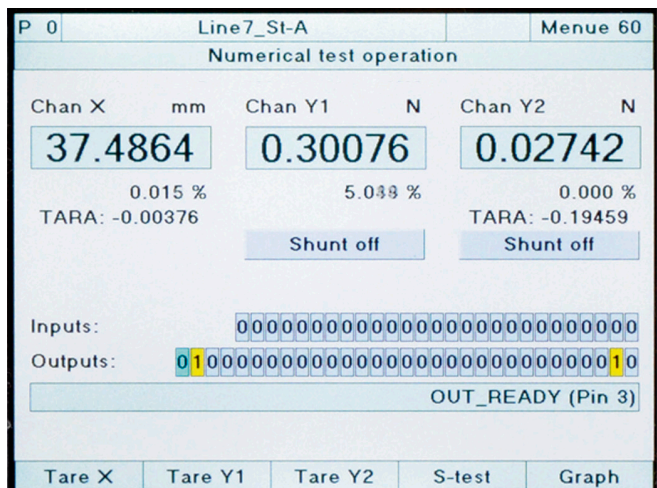 P 0 Line7_St-A Menue 60
Numerical test operation
Chan X mm Chan Y1 N Chan Y2 N
37.4864 0.30076 0.02742
0.015 % % 0.000 %
TARA: -0.00376 TARA: -0.19459
Shunt off Shunt off
Inputs: 000000000000000000000000000
Outputs: 0100000000000000000000000000010
OUT_READY (Pin 3)
Tare X Tare Y1 Tare Y2 S-test Graph